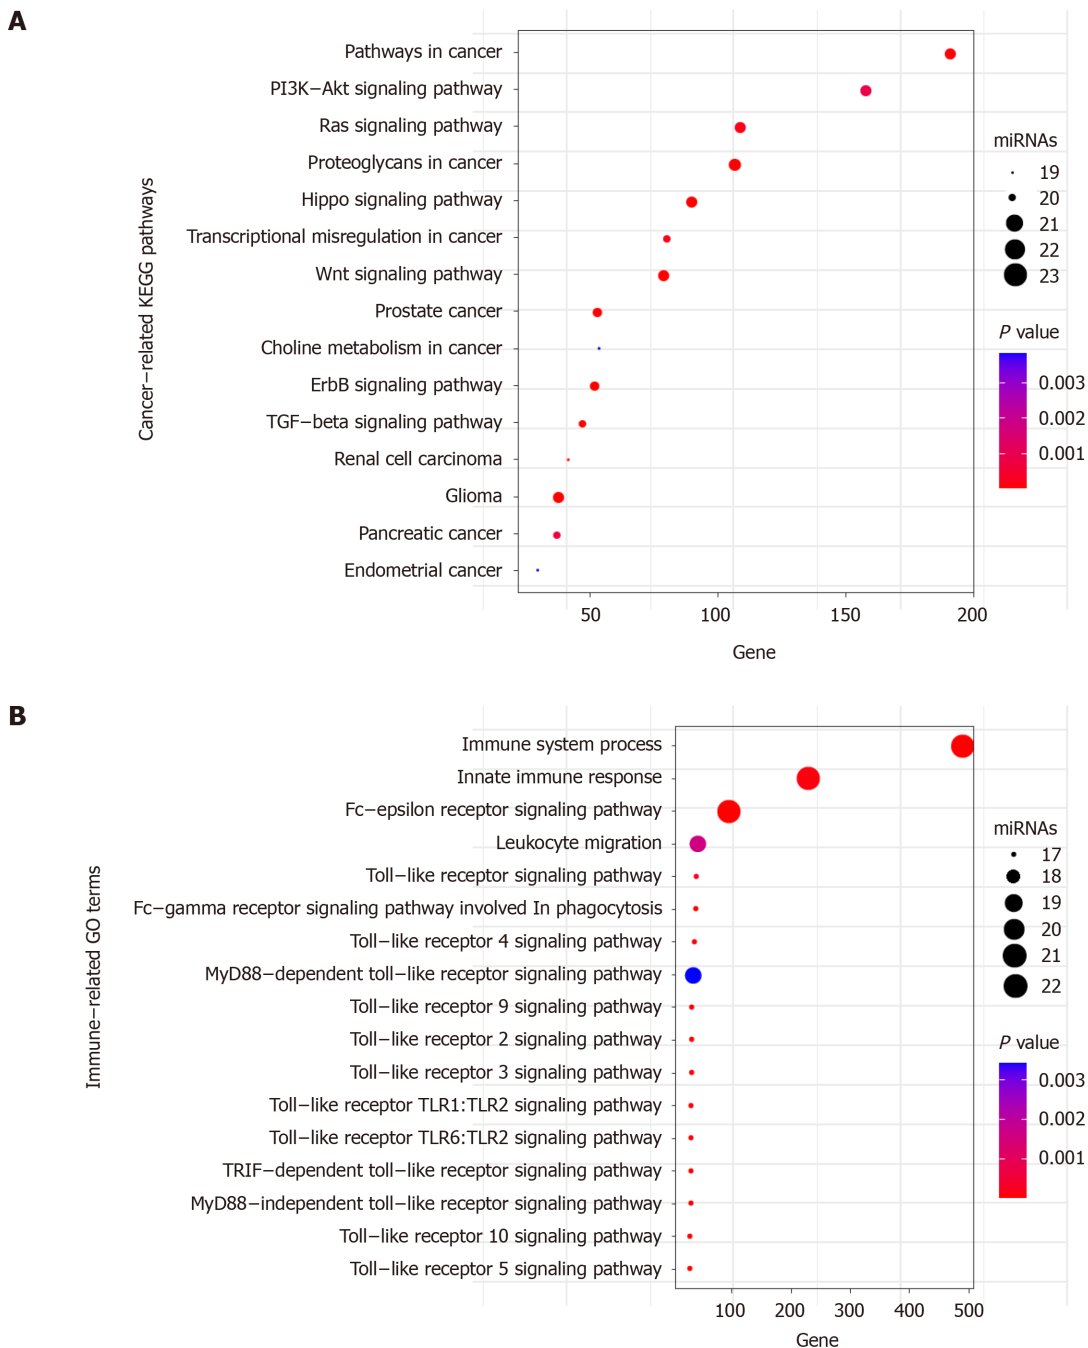 A
Pathways in cancer
PI3K−Akt signaling pathway
Ras signaling pathway
Proteoglycans in cancer
Hippo signaling pathway
Transcriptional misregulation in cancer
Wnt signaling pathway
Prostate cancer
Choline metabolism in cancer
ErbB signaling pathway
TGF−beta signaling pathway
Renal cell carcinoma
Glioma
Pancreatic cancer
Endometrial cancer
Cancer−related KEGG pathways
50 100 150 200
Gene
miRNAs
19
20
21
22
23
P value
0.003
0.002
0.001
B
Immune system process
Innate immune response
Fc−epsilon receptor signaling pathway
Leukocyte migration
Toll−like receptor signaling pathway
Fc−gamma receptor signaling pathway involved In phagocytosis
Toll−like receptor 4 signaling pathway
MyD88−dependent toll−like receptor signaling pathway
Toll−like receptor 9 signaling pathway
Toll−like receptor 2 signaling pathway
Toll−like receptor 3 signaling pathway
Toll−like receptor TLR1:TLR2 signaling pathway
Toll−like receptor TLR6:TLR2 signaling pathway
TRIF−dependent toll−like receptor signaling pathway
MyD88−independent toll−like receptor signaling pathway
Toll−like receptor 10 signaling pathway
Toll−like receptor 5 signaling pathway
Immune−related GO terms
100 200 300 400 500
Gene
miRNAs
17
18
19
20
21
22
P value
0.003
0.002
0.001